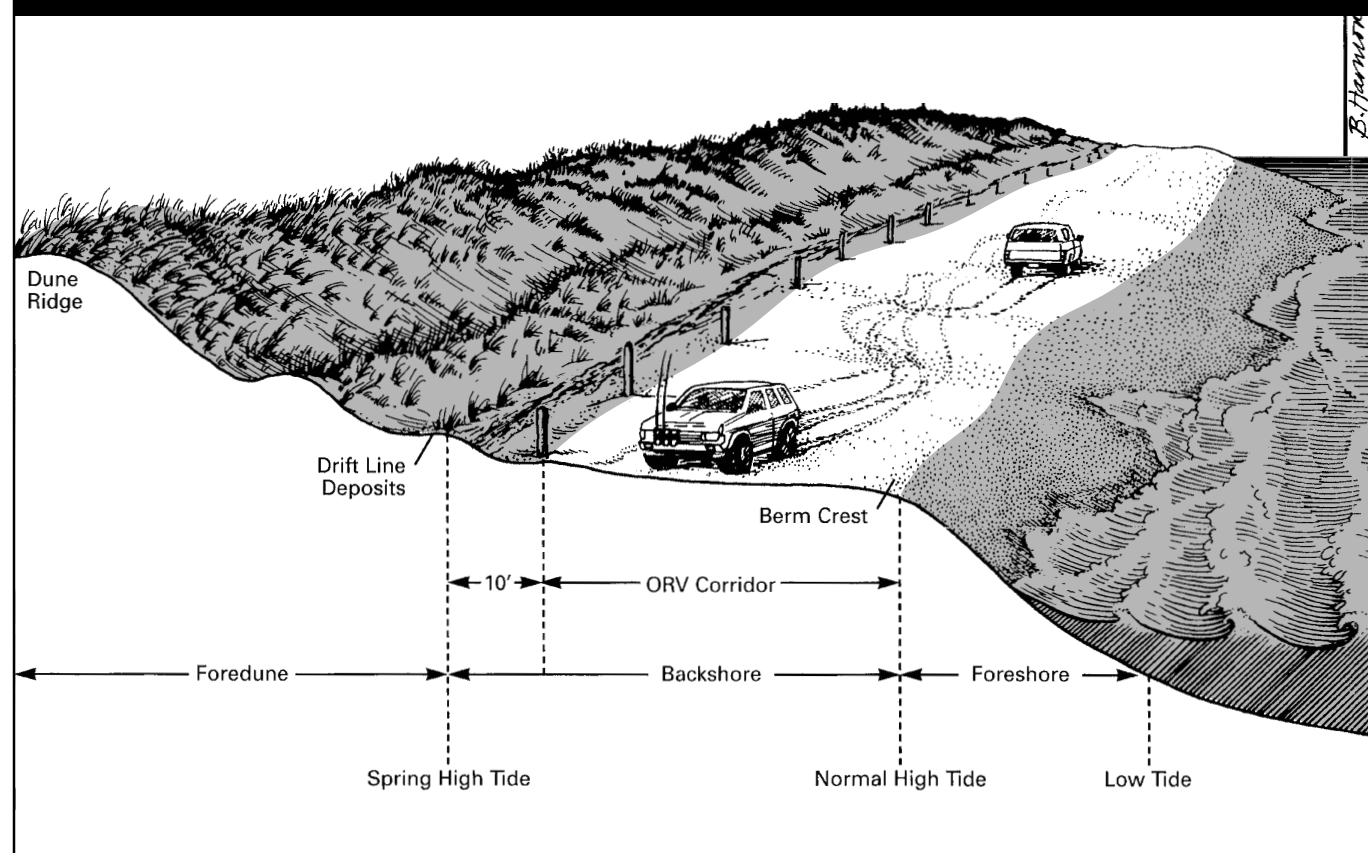 B. Harmon
Dune
Ridge
Drift Line
Deposits
Berm Crest
10'
ORV Corridor
Foredune
Backshore
Foreshore
Spring High Tide
Normal High Tide
Low Tide